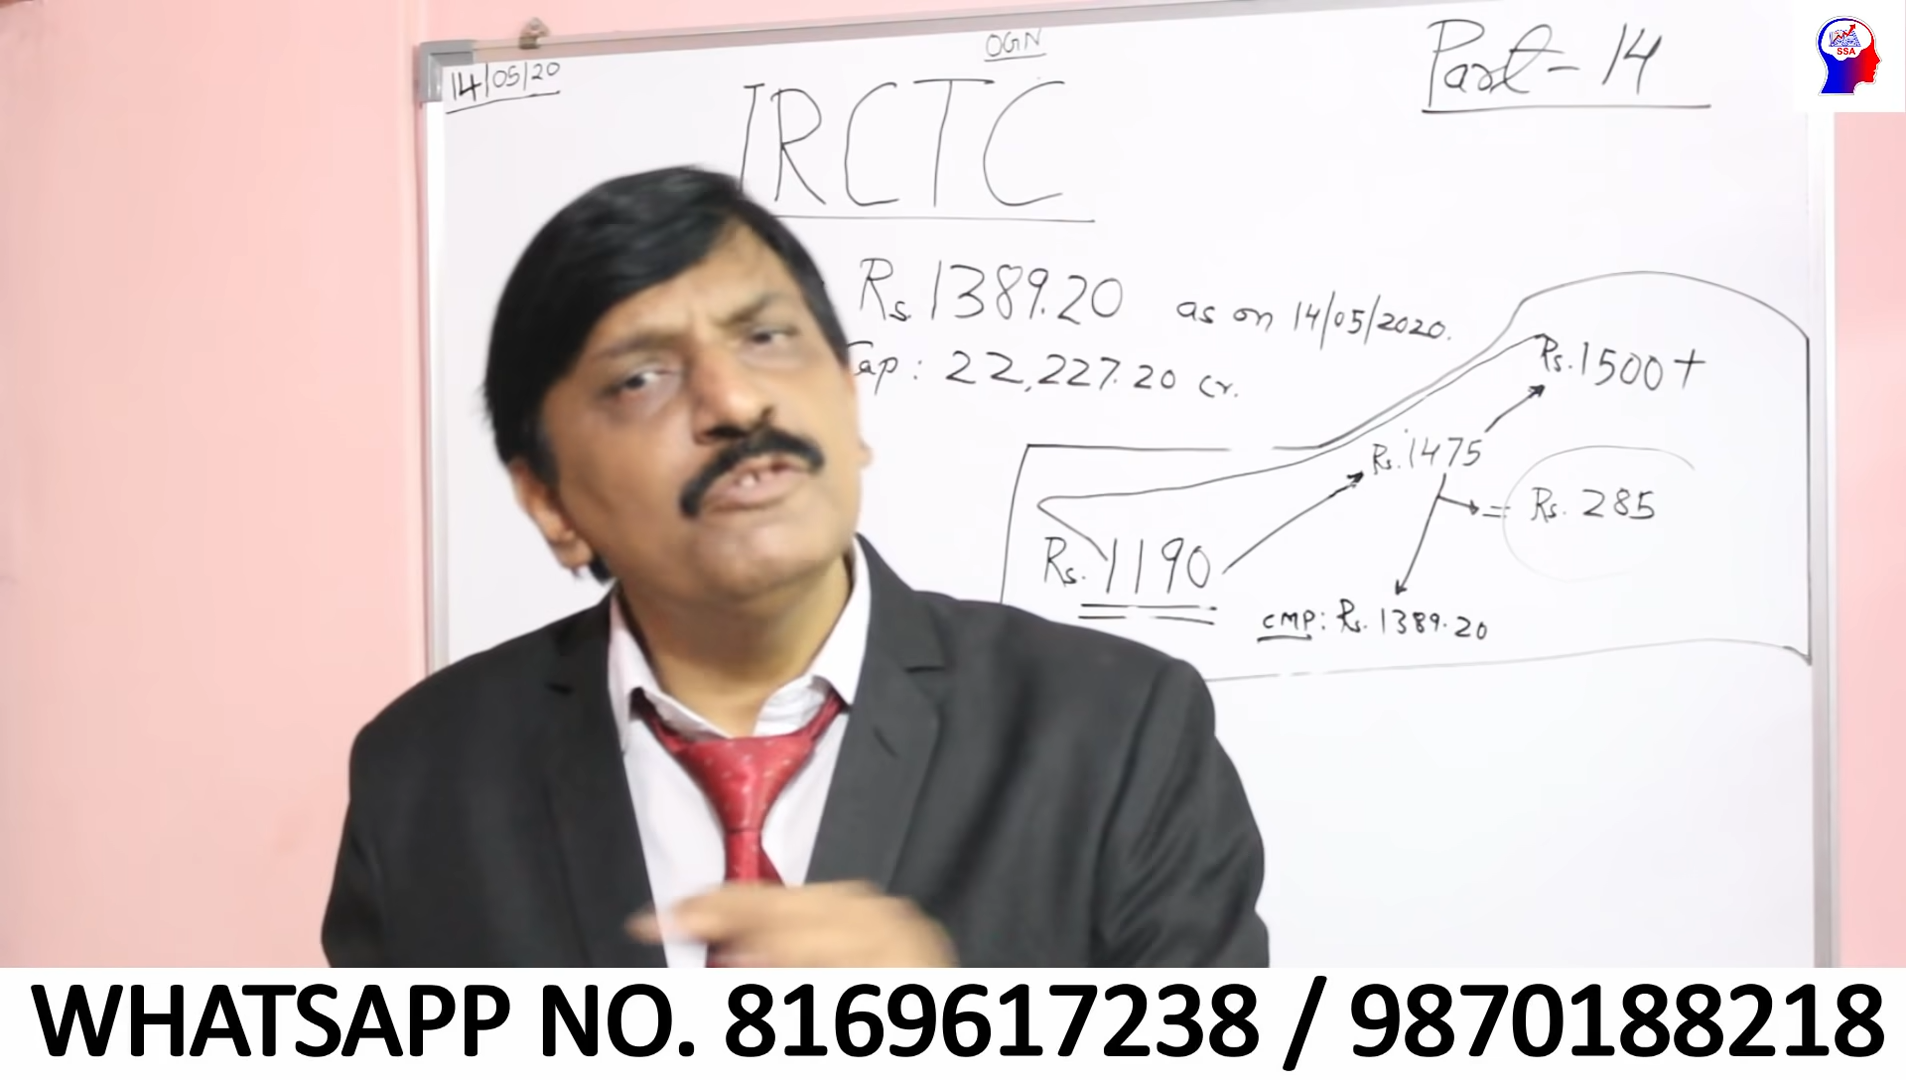 OGN
14/05/20
Part - 14
SSA
IRCTC
Rs. 1389.20 as on 14/05/2020.
Cap : 22,227.20 cr.
Rs. 1500+
Rs. 1475
= Rs. 285
Rs. 1190
CMP: Rs. 1389.20
WHATSAPP NO. 8169617238 / 9870188218